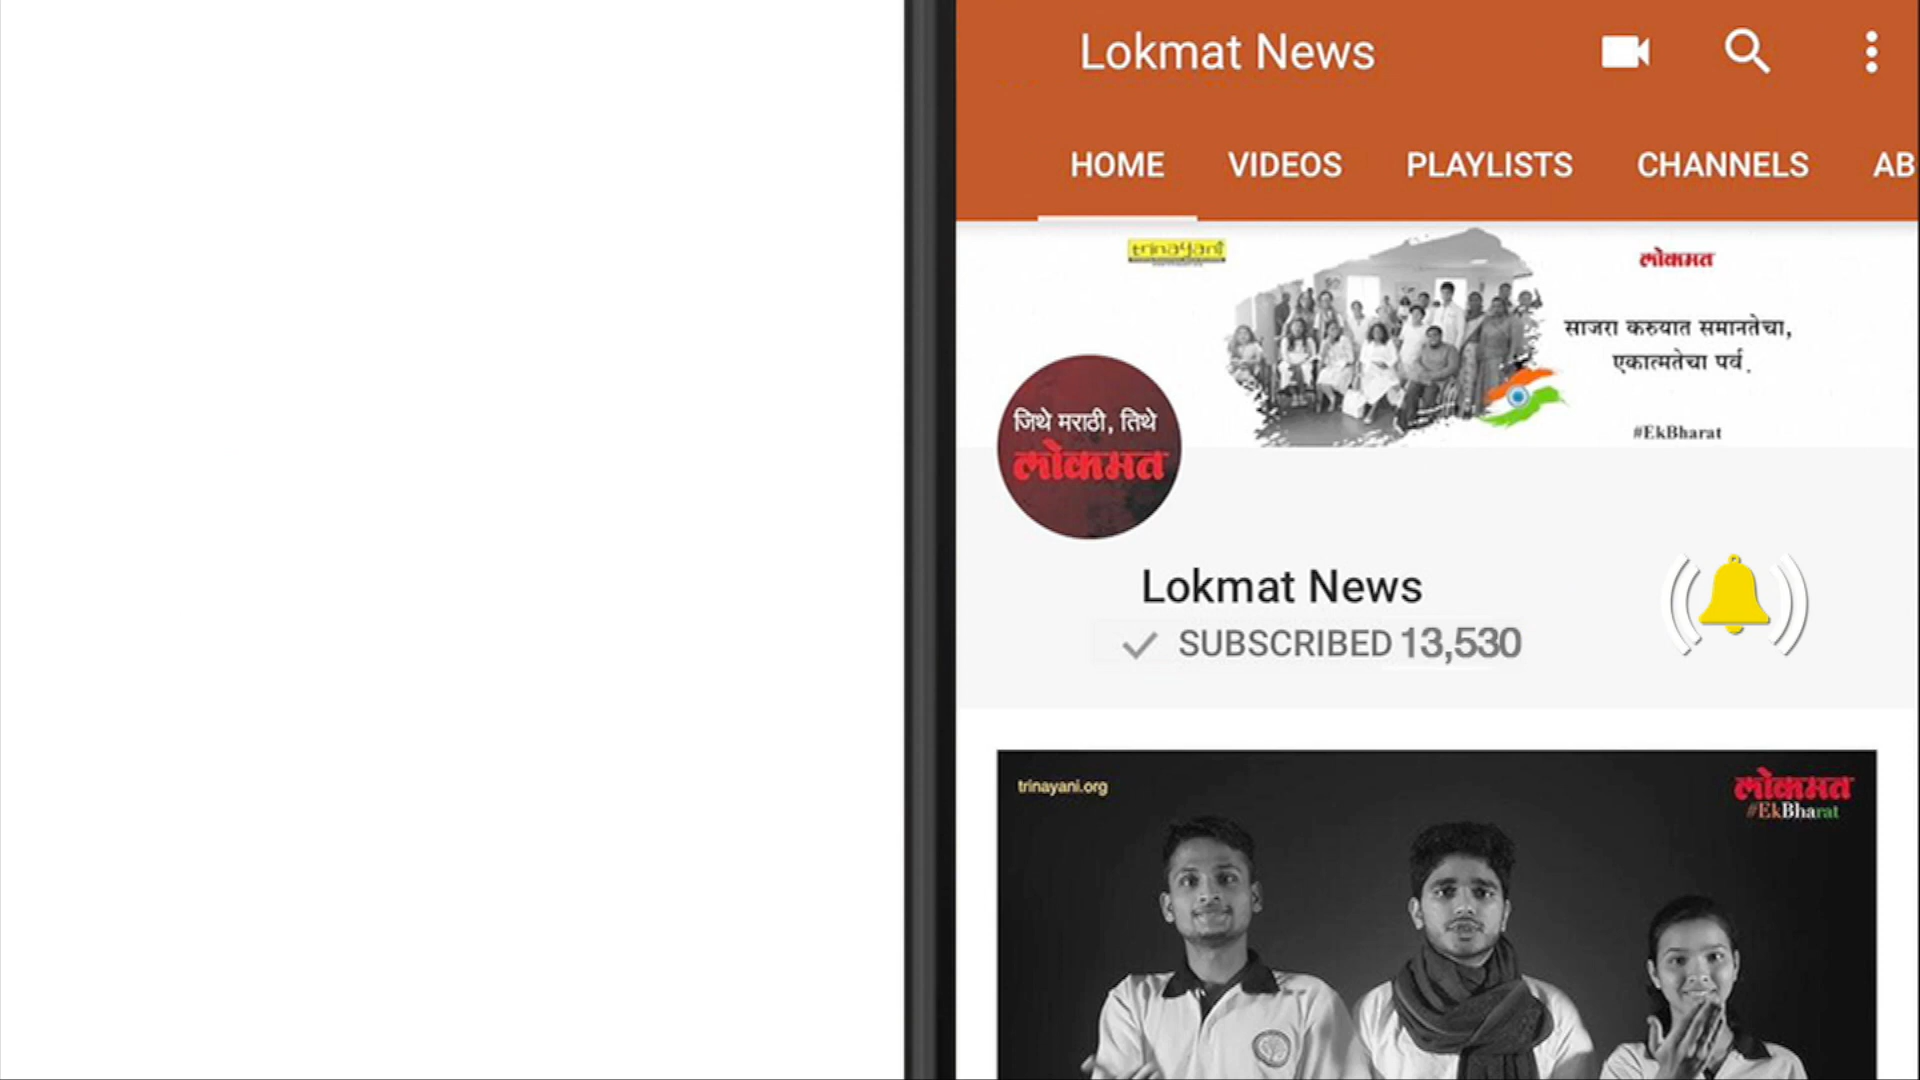 Lokmat News
HOME VIDEOS PLAYLISTS CHANNELS AB
trinayani
लोकमत
साजरा करुयात समानतेचा,
एकात्मतेचा पर्व.
#EkBharat
जिथे मराठी, तिथे
लोकमत
Lokmat News
SUBSCRIBED 13,530
trinayani.org
लोकमत
#EkBharat